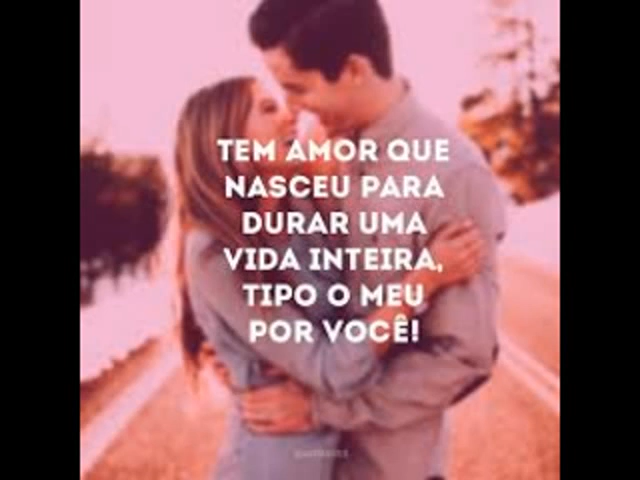 TEM AMOR QUE
NASCEU PARA
DURAR UMA
VIDA INTEIRA,
TIPO O MEU
POR VOCÊ!